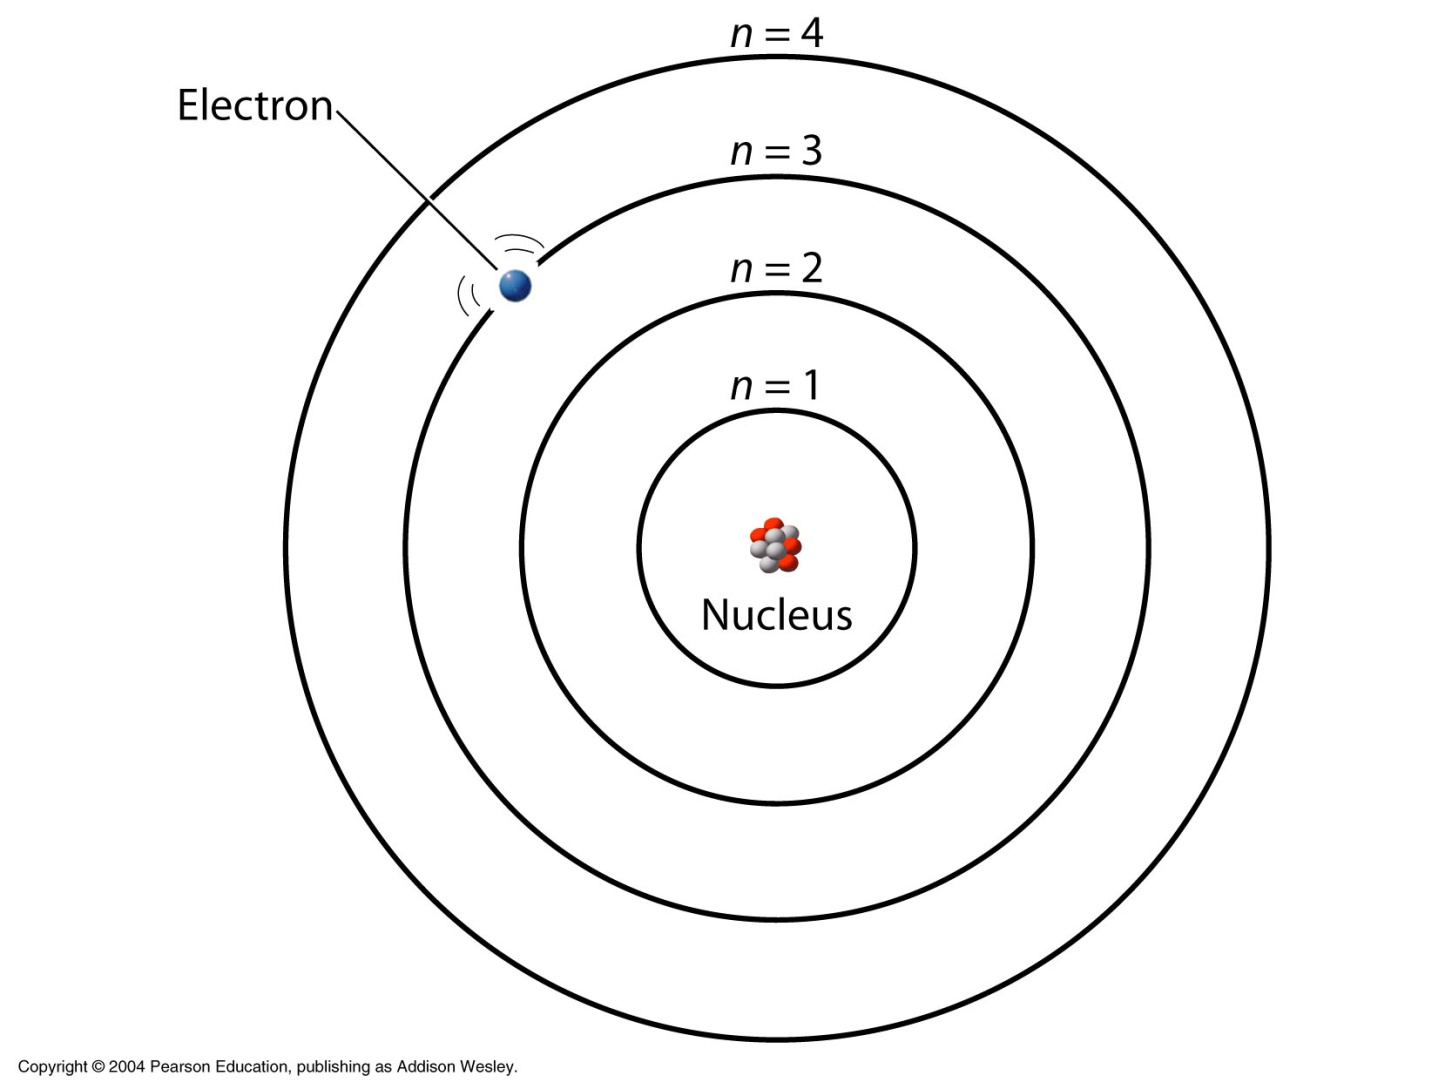 n = 4
Electron
n = 3
n = 2
n = 1
Nucleus
Copyright © 2004 Pearson Education, publishing as Addison Wesley.